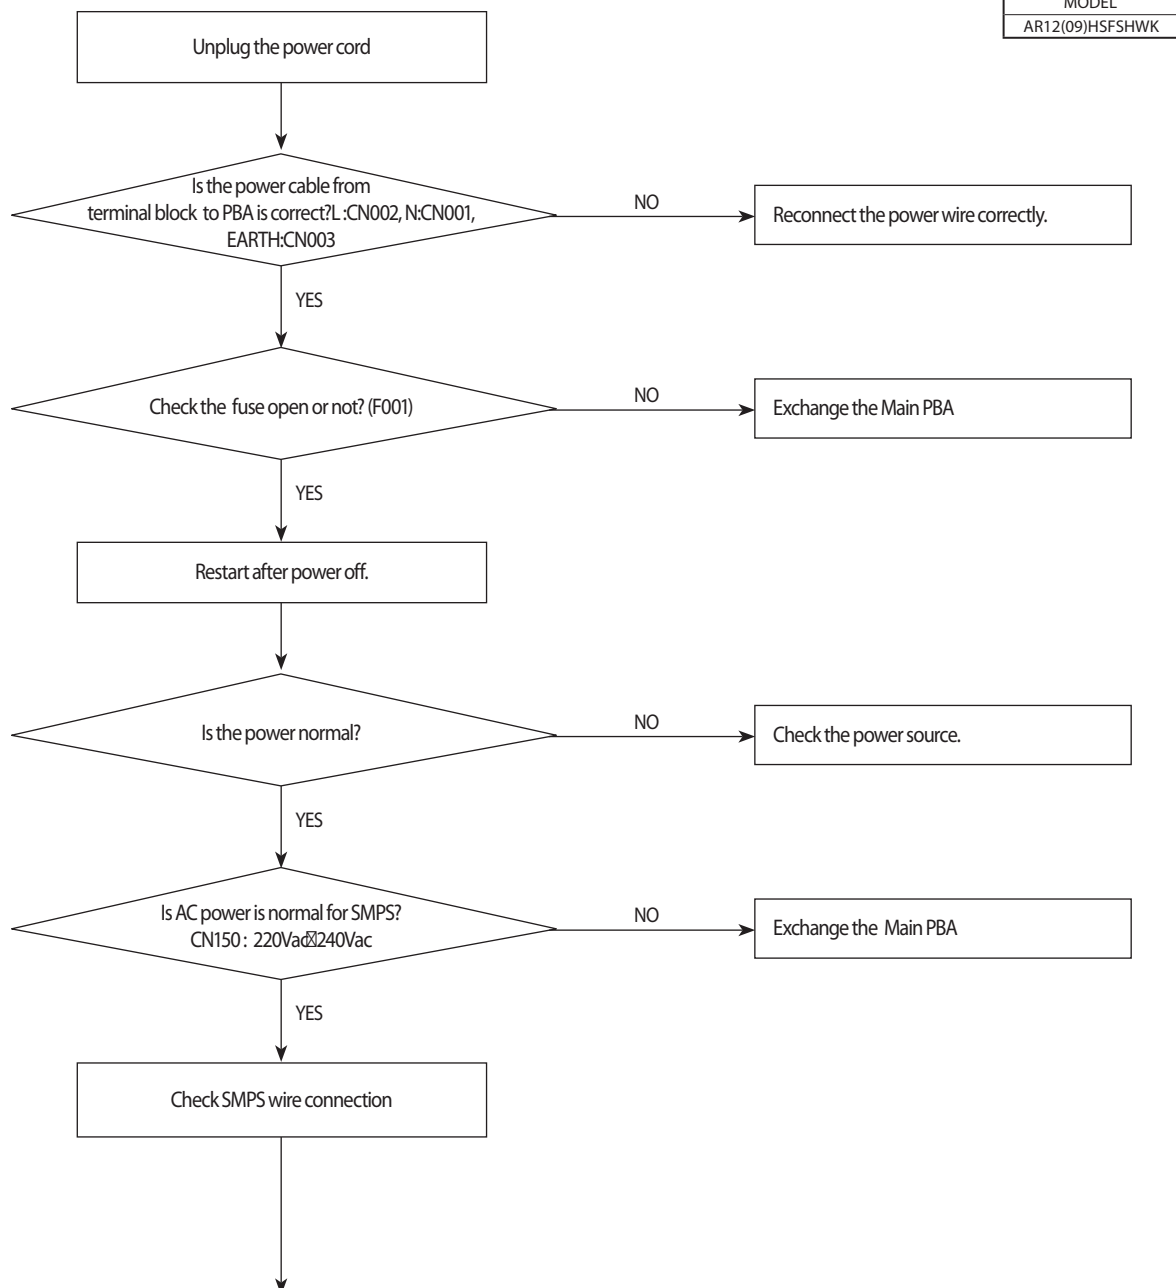 MODEL
AR12(09)HSFSHWK
Unplug the power cord
Is the power cable from
terminal block to PBA is correct?L :CN002, N:CN001,
EARTH:CN003
NO
Reconnect the power wire correctly.
YES
Check the fuse open or not? (F001)
NO
Exchange the Main PBA
YES
Restart after power off.
Is the power normal?
NO
Check the power source.
YES
Is AC power is normal for SMPS?
CN150 : 220Vac☒240Vac
NO
Exchange the Main PBA
YES
Check SMPS wire connection